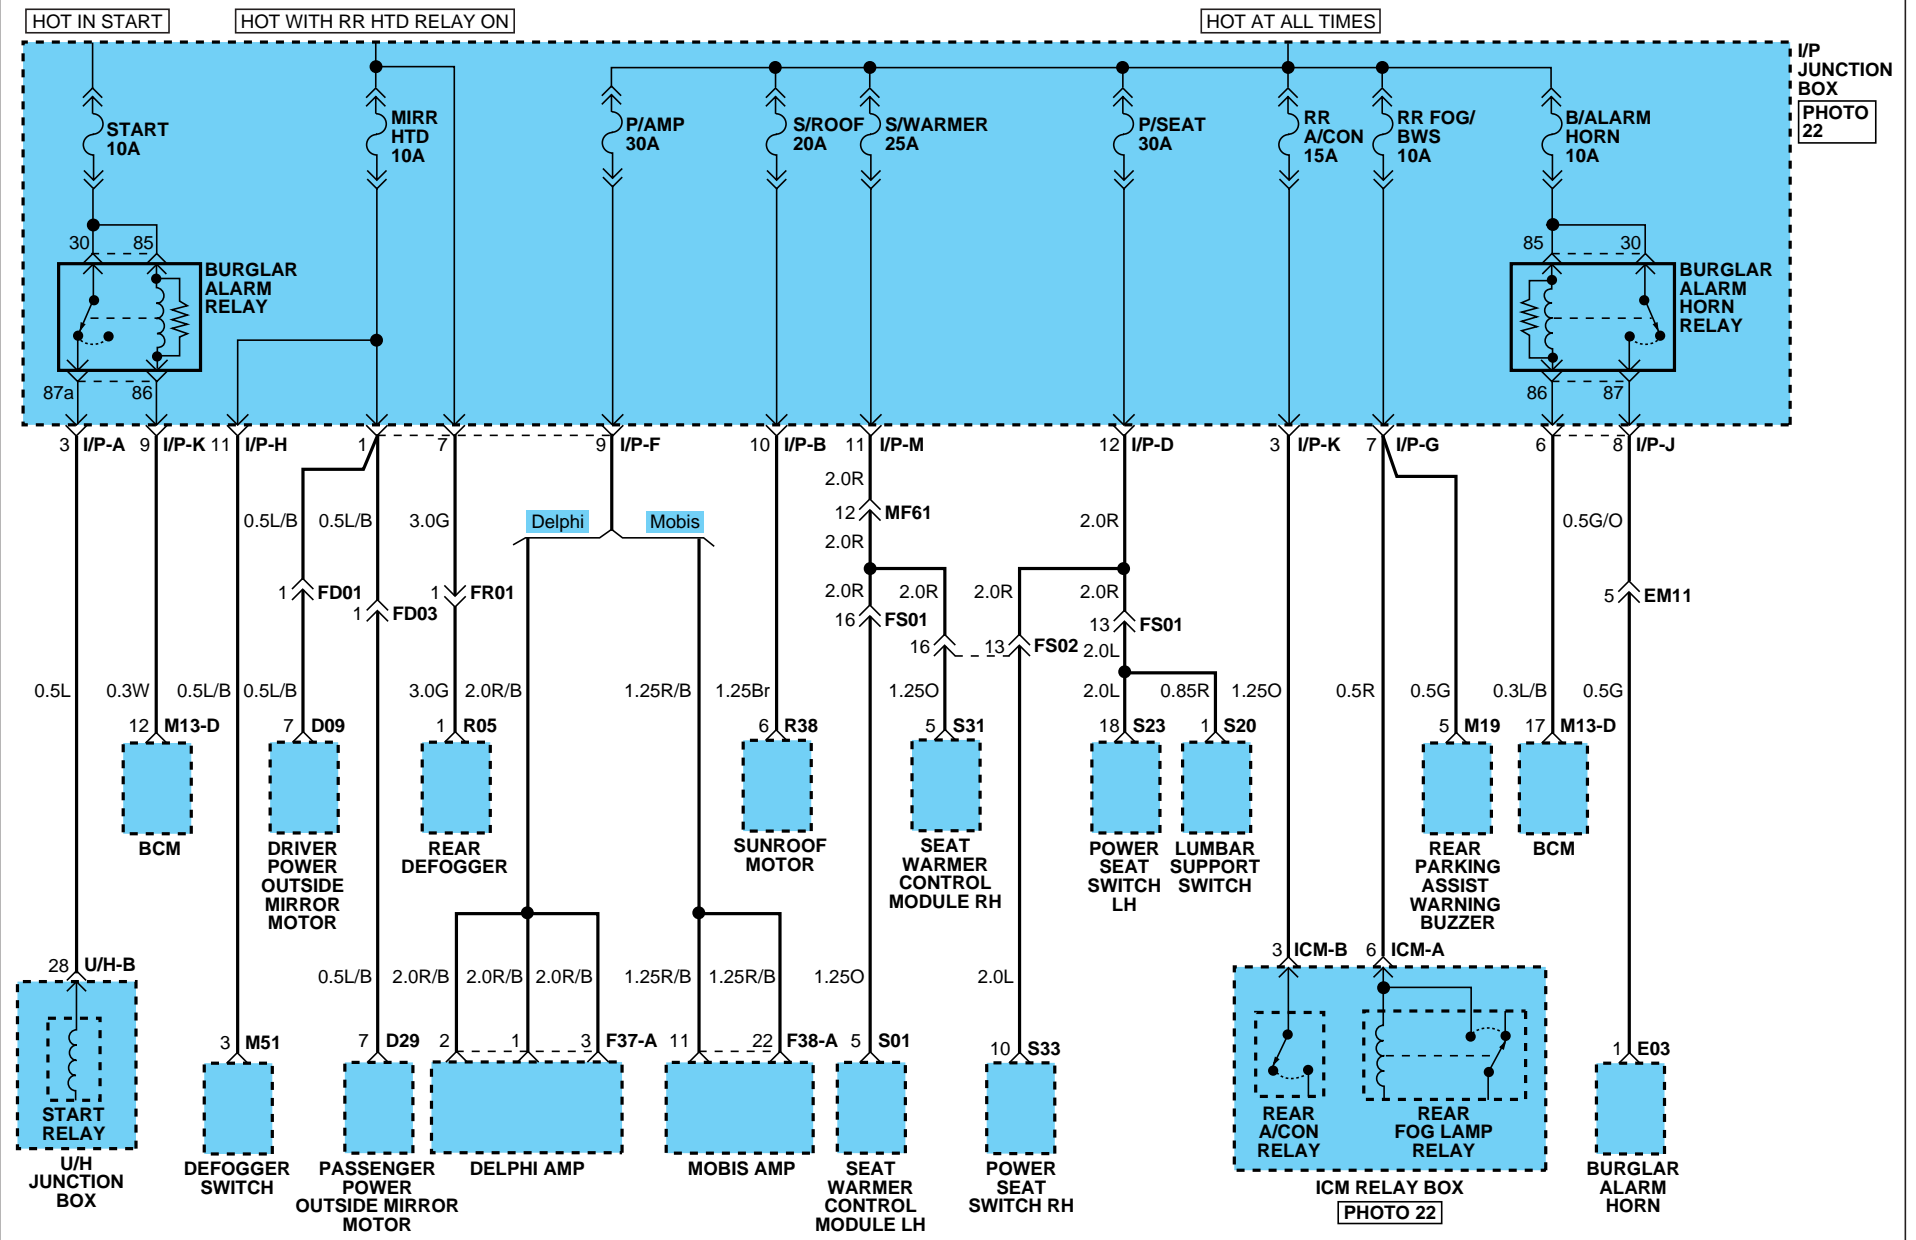 HOT IN START
HOT WITH RR HTD RELAY ON
HOT AT ALL TIMES
I/P
JUNCTION
BOX
PHOTO
22
START
10A
MIRR
HTD
10A
P/AMP
30A
S/ROOF
20A
S/WARMER
25A
P/SEAT
30A
RR
A/CON
15A
RR FOG/
BWS
10A
B/ALARM
HORN
10A
30
85
BURGLAR
ALARM
RELAY
87a
86
85
30
BURGLAR
ALARM
HORN
RELAY
86
87
3
I/P-A
9
I/P-K
11
I/P-H
1
7
9
I/P-F
10
I/P-B
11
I/P-M
12
I/P-D
3
I/P-K
7
I/P-G
6
8
I/P-J
2.0R
12
MF61
2.0R
0.5L/B
0.5L/B
3.0G
Delphi
Mobis
2.0R
0.5G/O
1
FD01
1
FD03
1
FR01
2.0R
2.0R
2.0R
2.0R
16
FS01
16
13
FS02
13
FS01
2.0L
5
EM11
0.5L
0.3W
0.5L/B
0.5L/B
3.0G
2.0R/B
1.25R/B
1.25Br
1.25O
2.0L
0.85R
1.25O
0.5R
0.5G
0.3L/B
0.5G
12
M13-D
7
D09
1
R05
6
R38
5
S31
18
S23
1
S20
5
M19
17
M13-D
BCM
DRIVER
POWER
OUTSIDE
MIRROR
MOTOR
REAR
DEFOGGER
SUNROOF
MOTOR
SEAT
WARMER
CONTROL
MODULE RH
POWER
SEAT
SWITCH
LH
LUMBAR
SUPPORT
SWITCH
REAR
PARKING
ASSIST
WARNING
BUZZER
BCM
28
U/H-B
3
ICM-B
6
ICM-A
0.5L/B
2.0R/B
2.0R/B
2.0R/B
1.25R/B
1.25R/B
1.25O
2.0L
3
M51
7
D29
2
1
3
F37-A
11
22
F38-A
5
S01
10
S33
1
E03
START
RELAY
U/H
JUNCTION
BOX
DEFOGGER
SWITCH
PASSENGER
POWER
OUTSIDE MIRROR
MOTOR
DELPHI AMP
MOBIS AMP
SEAT
WARMER
CONTROL
MODULE LH
POWER
SEAT
SWITCH RH
REAR
A/CON
RELAY
REAR
FOG LAMP
RELAY
ICM RELAY BOX
PHOTO 22
BURGLAR
ALARM
HORN